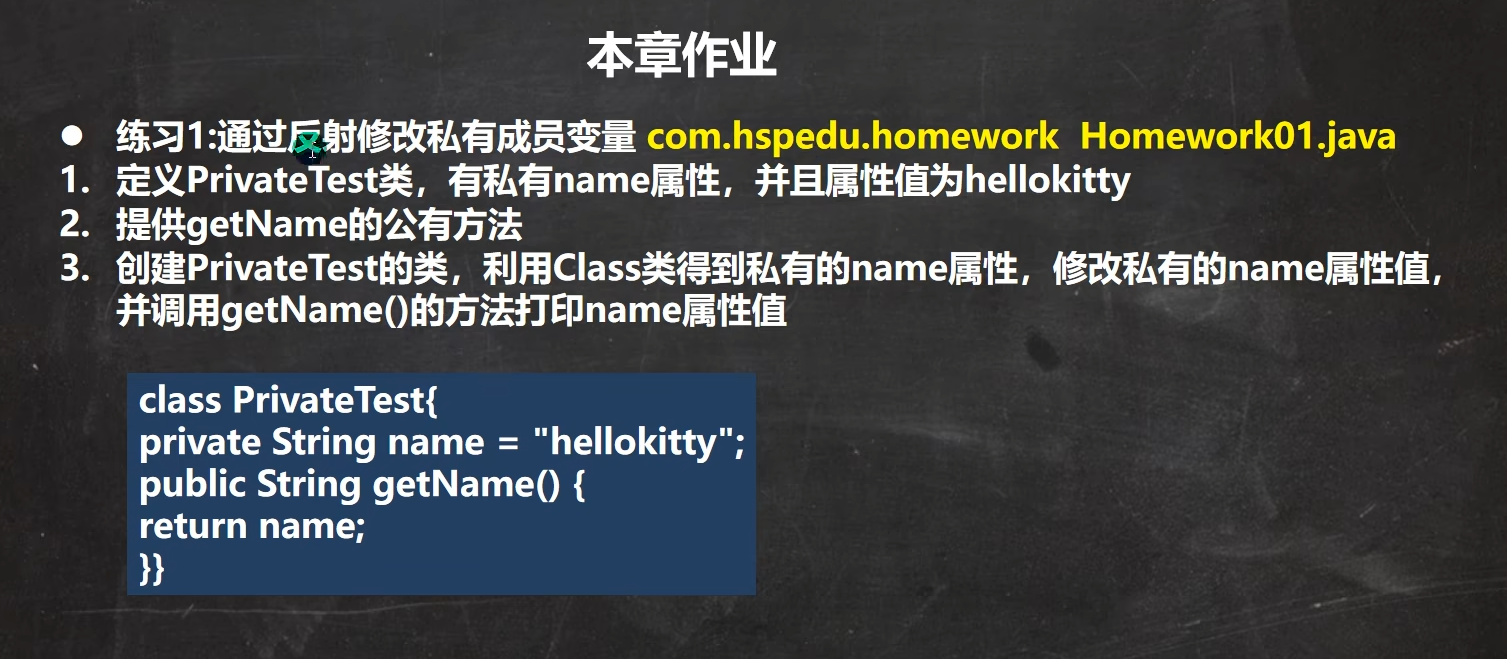 本章作业
● 练习1:通过反射修改私有成员变量 com.hspedu.homework Homework01.java
1. 定义PrivateTest类，有私有name属性，并且属性值为hellokitty
2. 提供getName的公有方法
3. 创建PrivateTest的类，利用Class类得到私有的name属性，修改私有的name属性值，
并调用getName()的方法打印name属性值
class PrivateTest{
private String name = "hellokitty";
public String getName() {
return name;
}}